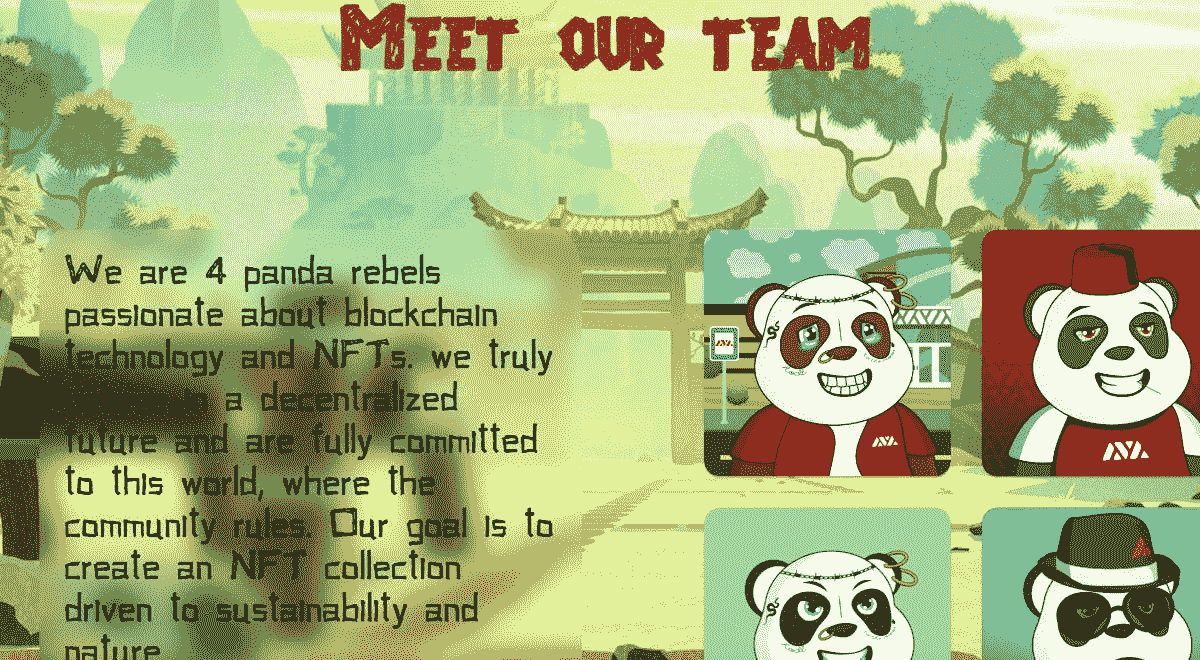 Meet our team
We are 4 panda rebels
passionate about blockchain
technology and NFTs. we truly
a decentralized
future and are fully committed
to this world, where the
community rules. Our goal is to
create an NFT collection
driven to sustainability and
nature